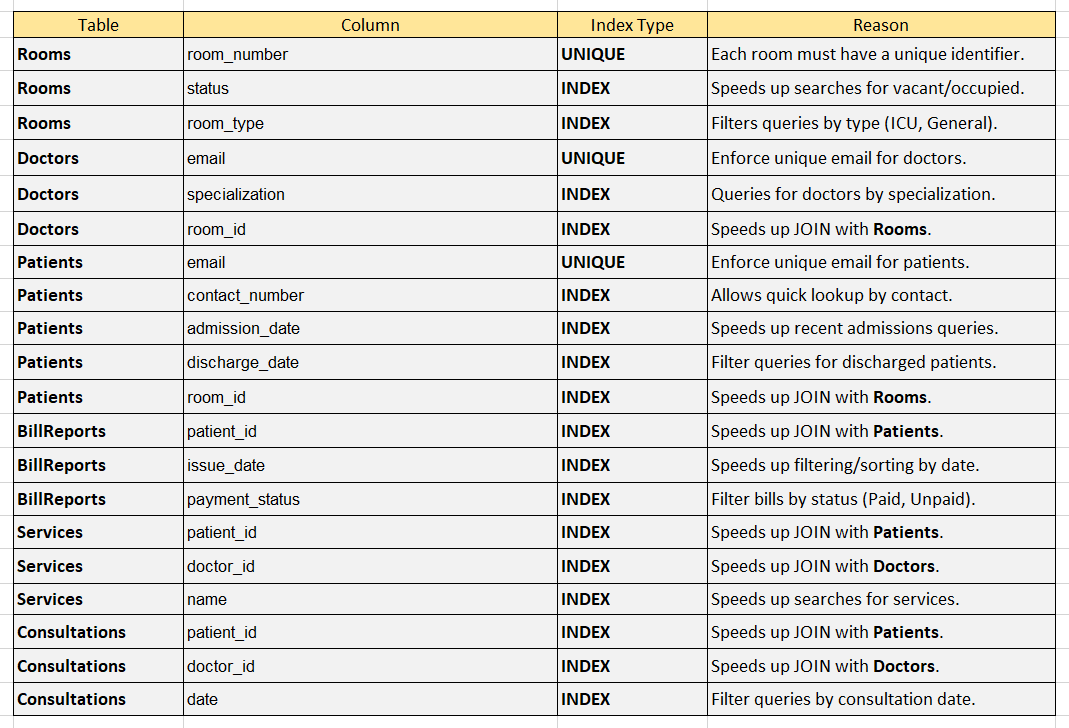 Table Column Index Type Reason
Rooms room_number UNIQUE Each room must have a unique identifier.
Rooms status INDEX Speeds up searches for vacant/occupied.
Rooms room_type INDEX Filters queries by type (ICU, General).
Doctors email UNIQUE Enforce unique email for doctors.
Doctors specialization INDEX Queries for doctors by specialization.
Doctors room_id INDEX Speeds up JOIN with Rooms.
Patients email UNIQUE Enforce unique email for patients.
Patients contact_number INDEX Allows quick lookup by contact.
Patients admission_date INDEX Speeds up recent admissions queries.
Patients discharge_date INDEX Filter queries for discharged patients.
Patients room_id INDEX Speeds up JOIN with Rooms.
BillReports patient_id INDEX Speeds up JOIN with Patients.
BillReports issue_date INDEX Speeds up filtering/sorting by date.
BillReports payment_status INDEX Filter bills by status (Paid, Unpaid).
Services patient_id INDEX Speeds up JOIN with Patients.
Services doctor_id INDEX Speeds up JOIN with Doctors.
Services name INDEX Speeds up searches for services.
Consultations patient_id INDEX Speeds up JOIN with Patients.
Consultations doctor_id INDEX Speeds up JOIN with Doctors.
Consultations date INDEX Filter queries by consultation date.